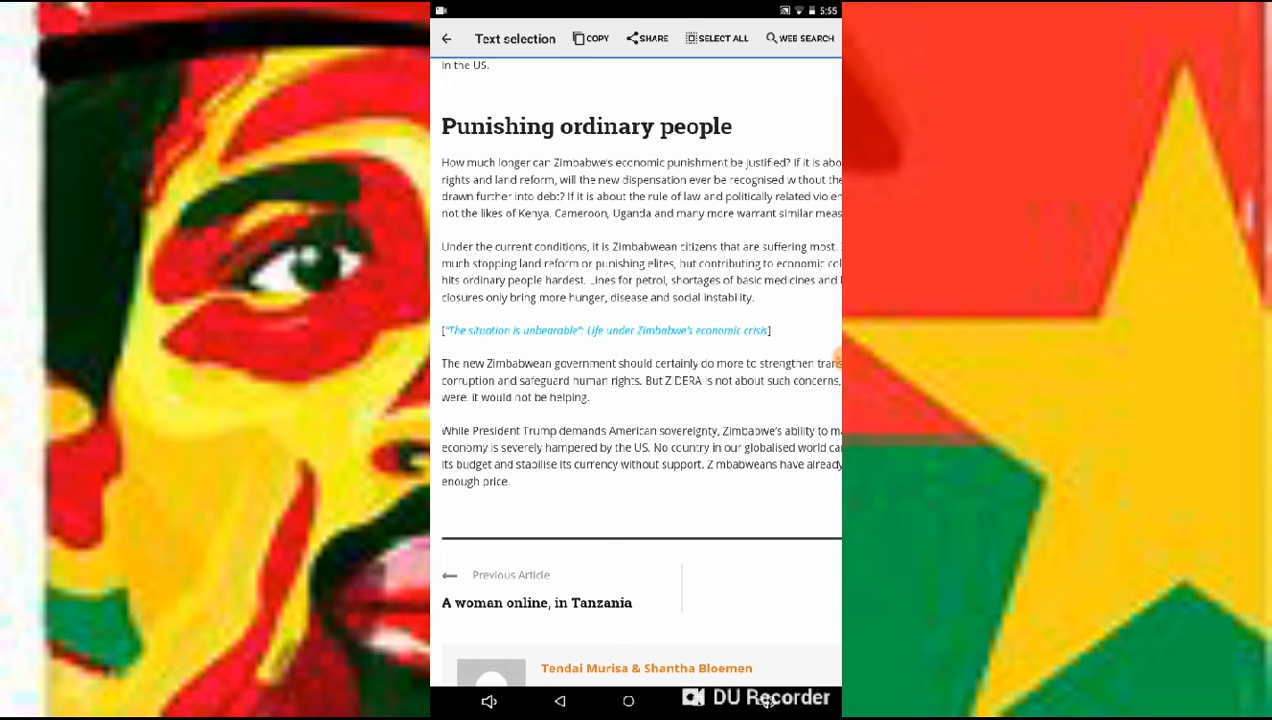 5:55
Text selection COPY SHARE SELECT ALL WEB SEARCH
in the US.
Punishing ordinary people
How much longer can Zimbabwe's economic punishment be justified? If it is abo
rights and land reform, will the new dispensation ever be recognised without the
drawn further into debt? If it is about the rule of law and politically related violen
not the likes of Kenya, Cameroon, Uganda and many more warrant similar meas
Under the current conditions, it is Zimbabwean citizens that are suffering most.
much stopping land reform or punishing elites, but contributing to economic col
hits ordinary people hardest. Lines for petrol, shortages of basic medicines and
closures only bring more hunger, disease and social instability.
["The situation is unbearable": Life under Zimbabwe's economic crisis]
The new Zimbabwean government should certainly do more to strengthen trans
corruption and safeguard human rights. But ZIDERA is not about such concerns,
were, it would not be helping.
While President Trump demands American sovereignty, Zimbabwe's ability to m
economy is severely hampered by the US. No country in our globalised world ca
its budget and stabilise its currency without support. Zimbabweans have already
enough price.
Previous Article
A woman online, in Tanzania
Tendai Murisa & Shantha Bloemen
DU Recorder